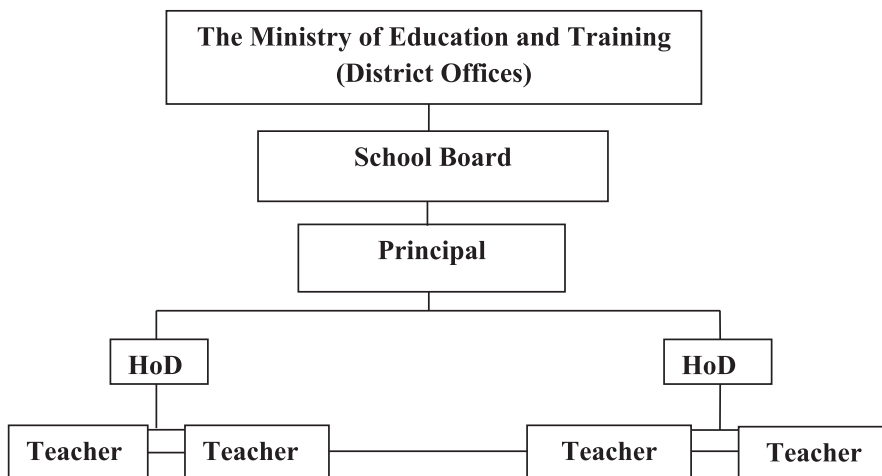 The Ministry of Education and Training
(District Offices)
School Board
Principal
HoD
HoD
Teacher
Teacher
Teacher
Teacher